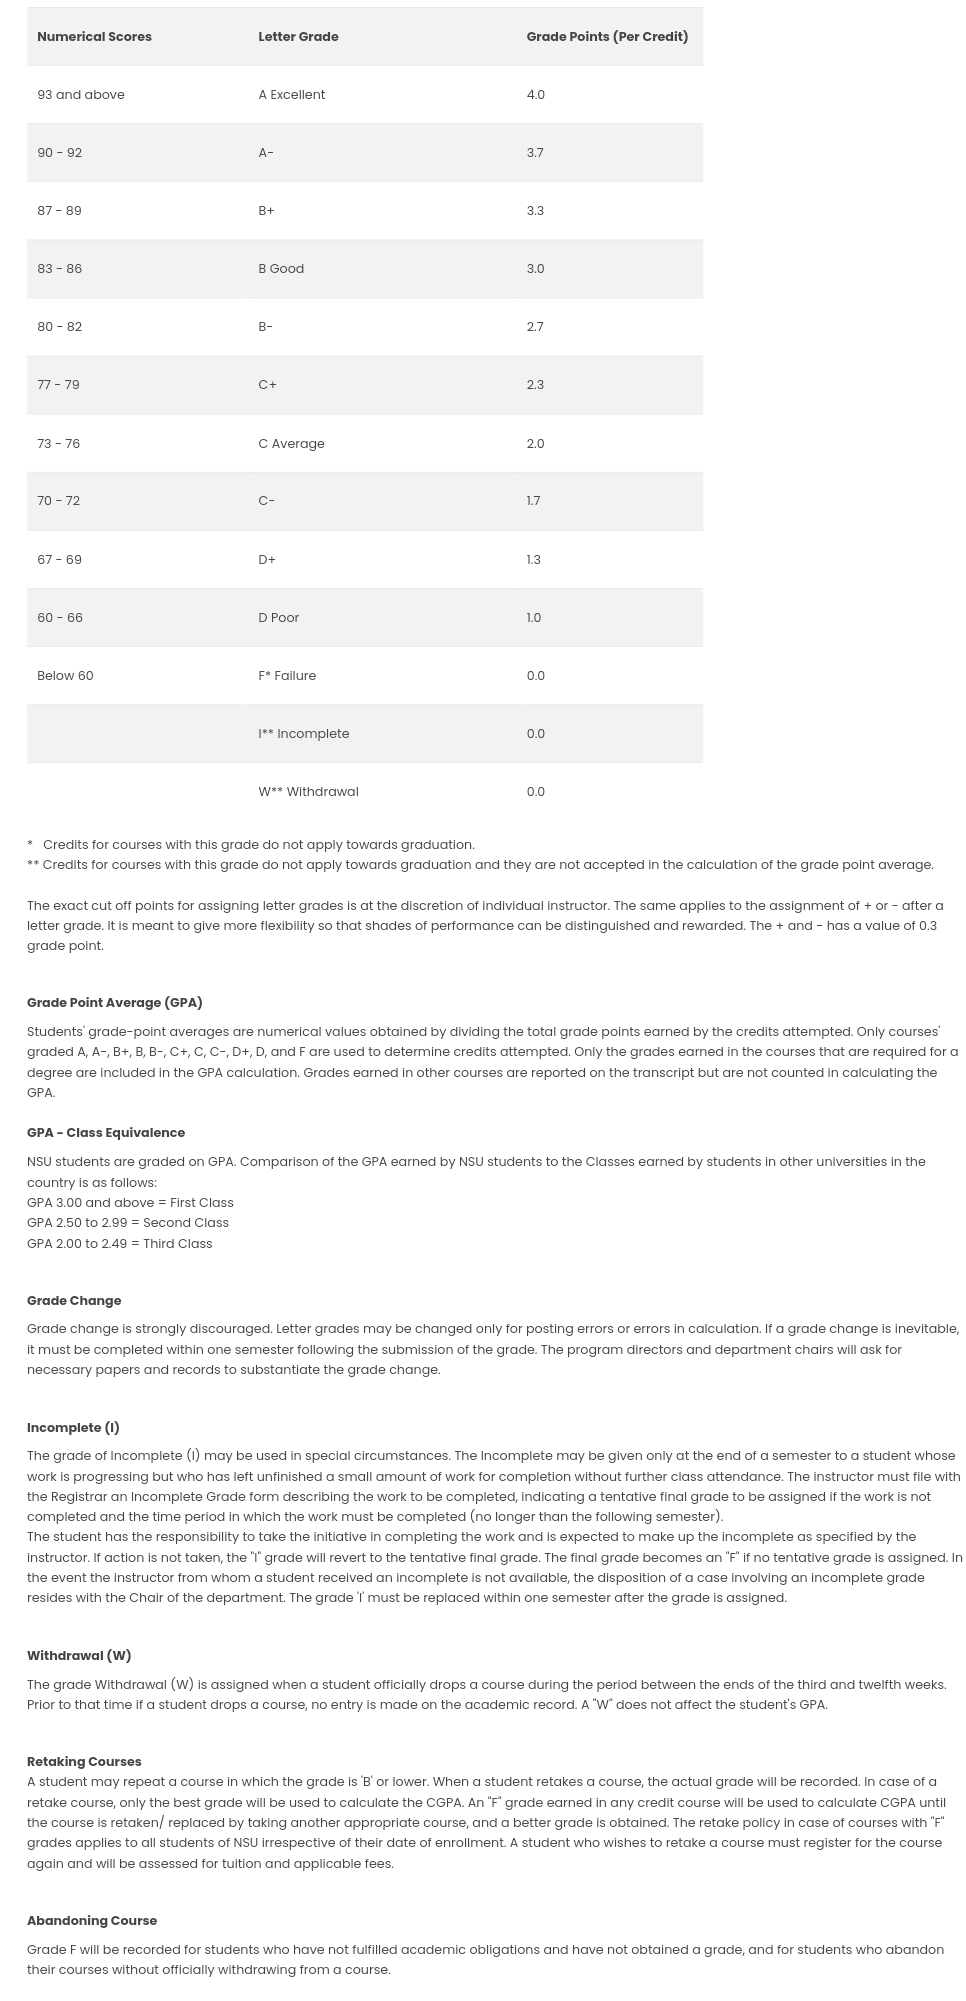 Numerical Scores Letter Grade Grade Points (Per Credit)
93 and above A Excellent 4.0
90 - 92 A- 3.7
87 - 89 B+ 3.3
83 - 86 B Good 3.0
80 - 82 B- 2.7
77 - 79 C+ 2.3
73 - 76 C Average 2.0
70 - 72 C- 1.7
67 - 69 D+ 1.3
60 - 66 D Poor 1.0
Below 60 F* Failure 0.0
I** Incomplete 0.0
W** Withdrawal 0.0
* Credits for courses with this grade do not apply towards graduation.
** Credits for courses with this grade do not apply towards graduation and they are not accepted in the calculation of the grade point average.
The exact cut off points for assigning letter grades is at the discretion of individual instructor. The same applies to the assignment of + or - after a
letter grade. It is meant to give more flexibility so that shades of performance can be distinguished and rewarded. The + and - has a value of 0.3
grade point.
Grade Point Average (GPA)
Students' grade-point averages are numerical values obtained by dividing the total grade points earned by the credits attempted. Only courses'
graded A, A-, B+, B, B-, C+, C, C-, D+, D, and F are used to determine credits attempted. Only the grades earned in the courses that are required for a
degree are included in the GPA calculation. Grades earned in other courses are reported on the transcript but are not counted in calculating the
GPA.
GPA - Class Equivalence
NSU students are graded on GPA. Comparison of the GPA earned by NSU students to the Classes earned by students in other universities in the
country is as follows:
GPA 3.00 and above = First Class
GPA 2.50 to 2.99 = Second Class
GPA 2.00 to 2.49 = Third Class
Grade Change
Grade change is strongly discouraged. Letter grades may be changed only for posting errors or errors in calculation. If a grade change is inevitable,
it must be completed within one semester following the submission of the grade. The program directors and department chairs will ask for
necessary papers and records to substantiate the grade change.
Incomplete (I)
The grade of Incomplete (I) may be used in special circumstances. The Incomplete may be given only at the end of a semester to a student whose
work is progressing but who has left unfinished a small amount of work for completion without further class attendance. The instructor must file with
the Registrar an Incomplete Grade form describing the work to be completed, indicating a tentative final grade to be assigned if the work is not
completed and the time period in which the work must be completed (no longer than the following semester).
The student has the responsibility to take the initiative in completing the work and is expected to make up the incomplete as specified by the
instructor. If action is not taken, the "I" grade will revert to the tentative final grade. The final grade becomes an "F" if no tentative grade is assigned. In
the event the instructor from whom a student received an incomplete is not available, the disposition of a case involving an incomplete grade
resides with the Chair of the department. The grade 'I' must be replaced within one semester after the grade is assigned.
Withdrawal (W)
The grade Withdrawal (W) is assigned when a student officially drops a course during the period between the ends of the third and twelfth weeks.
Prior to that time if a student drops a course, no entry is made on the academic record. A "W" does not affect the student's GPA.
Retaking Courses
A student may repeat a course in which the grade is 'B' or lower. When a student retakes a course, the actual grade will be recorded. In case of a
retake course, only the best grade will be used to calculate the CGPA. An "F" grade earned in any credit course will be used to calculate CGPA until
the course is retaken/ replaced by taking another appropriate course, and a better grade is obtained. The retake policy in case of courses with "F"
grades applies to all students of NSU irrespective of their date of enrollment. A student who wishes to retake a course must register for the course
again and will be assessed for tuition and applicable fees.
Abandoning Course
Grade F will be recorded for students who have not fulfilled academic obligations and have not obtained a grade, and for students who abandon
their courses without officially withdrawing from a course.